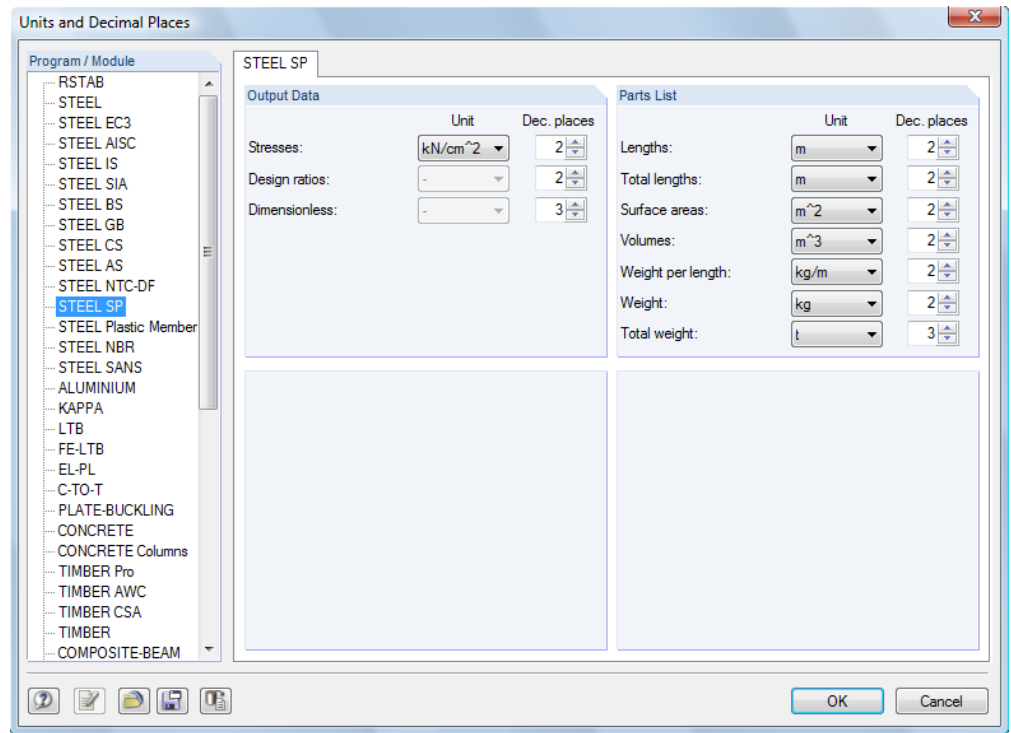 Units and Decimal Places
Program / Module
RSTAB
STEEL
STEEL EC3
STEEL AISC
STEEL IS
STEEL SIA
STEEL BS
STEEL GB
STEEL CS
STEEL AS
STEEL NTC-DF
STEEL SP
STEEL Plastic Member
STEEL NBR
STEEL SANS
ALUMINIUM
KAPPA
LTB
FE-LTB
EL-PL
C-TO-T
PLATE-BUCKLING
CONCRETE
CONCRETE Columns
TIMBER Pro
TIMBER AWC
TIMBER CSA
TIMBER
COMPOSITE-BEAM
STEEL SP
Output Data
Unit Dec. places
Stresses: kN/cm^2 2
Design ratios: - 2
Dimensionless: - 3
Parts List
Unit Dec. places
Lengths: m 2
Total lengths: m 2
Surface areas: m^2 2
Volumes: m^3 2
Weight per length: kg/m 2
Weight: kg 2
Total weight: t 3
OK Cancel